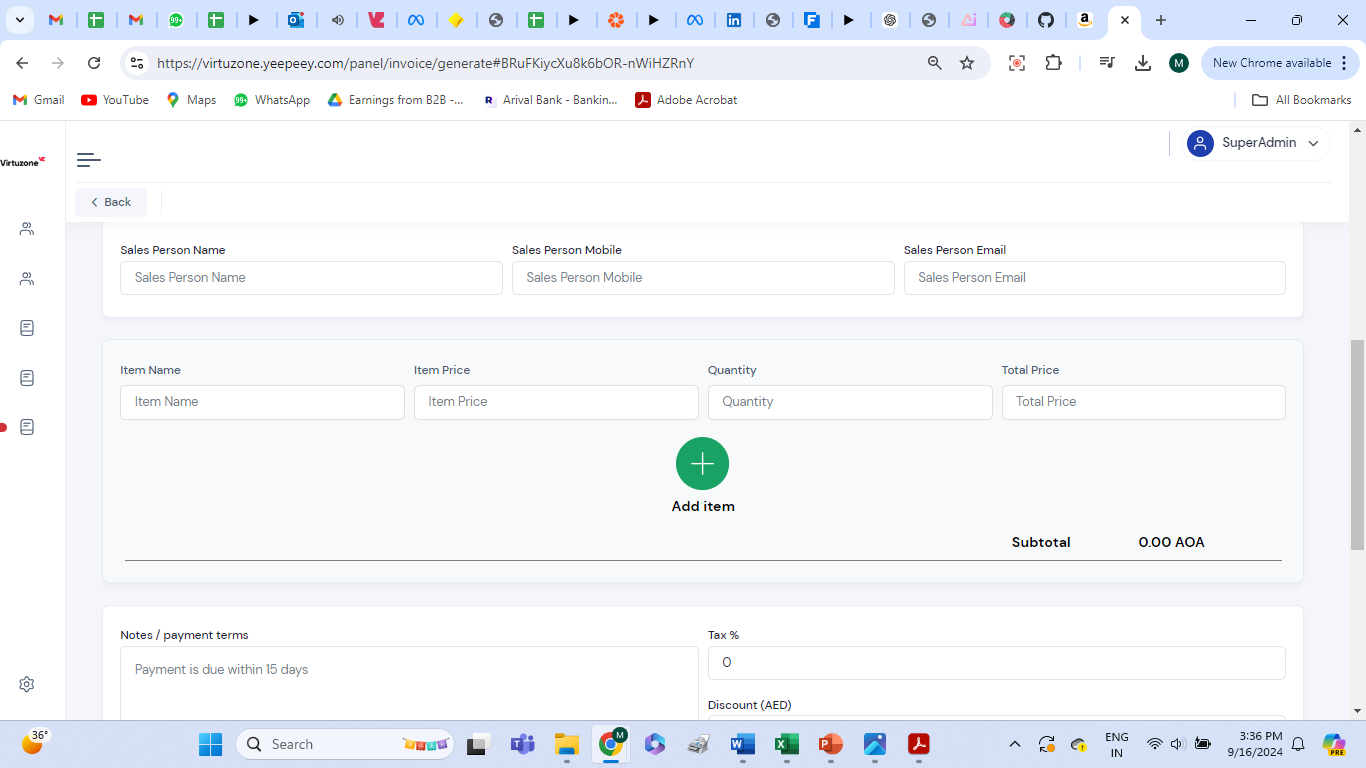 https://virtuzone.yeepeey.com/panel/invoice/generate#BRuFKiycXu8k6bOR-nWiHZRnY
M
New Chrome available
Gmail
YouTube
Maps
WhatsApp
Earnings from B2B -...
Arival Bank - Bankin...
Adobe Acrobat
All Bookmarks
Virtuzone
SuperAdmin
Back
Sales Person Name
Sales Person Mobile
Sales Person Email
Sales Person Name
Sales Person Mobile
Sales Person Email
Item Name
Item Price
Quantity
Total Price
Item Name
Item Price
Quantity
Total Price
Add item
Subtotal
0.00 AOA
Notes / payment terms
Tax %
Payment is due within 15 days
0
Discount (AED)
36°
Search
M
ENG
IN
3:36 PM
9/16/2024
PRE